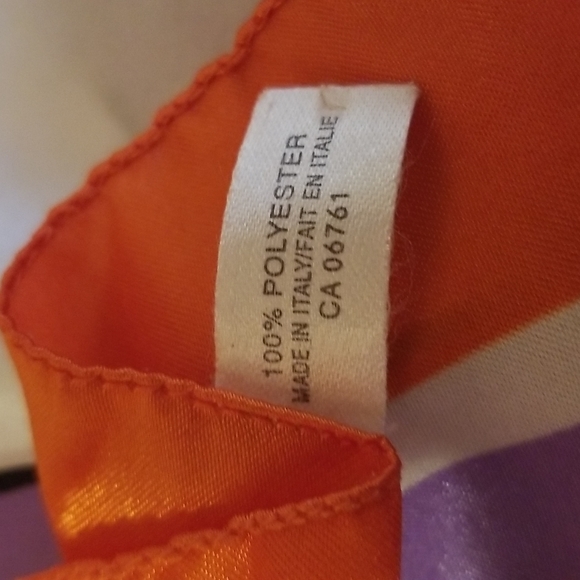 100% POLYESTER
MADE IN ITALY/FAIT EN ITALIE
CA 06761